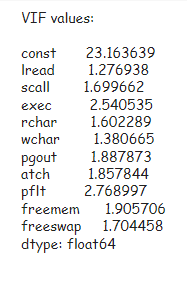 VIF values:
const 23.163639
lread 1.276938
scall 1.699662
exec 2.540535
rchar 1.602289
wchar 1.380665
pgout 1.887873
atch 1.857844
pflt 2.768997
freemem 1.905706
freeswap 1.704458
dtype: float64